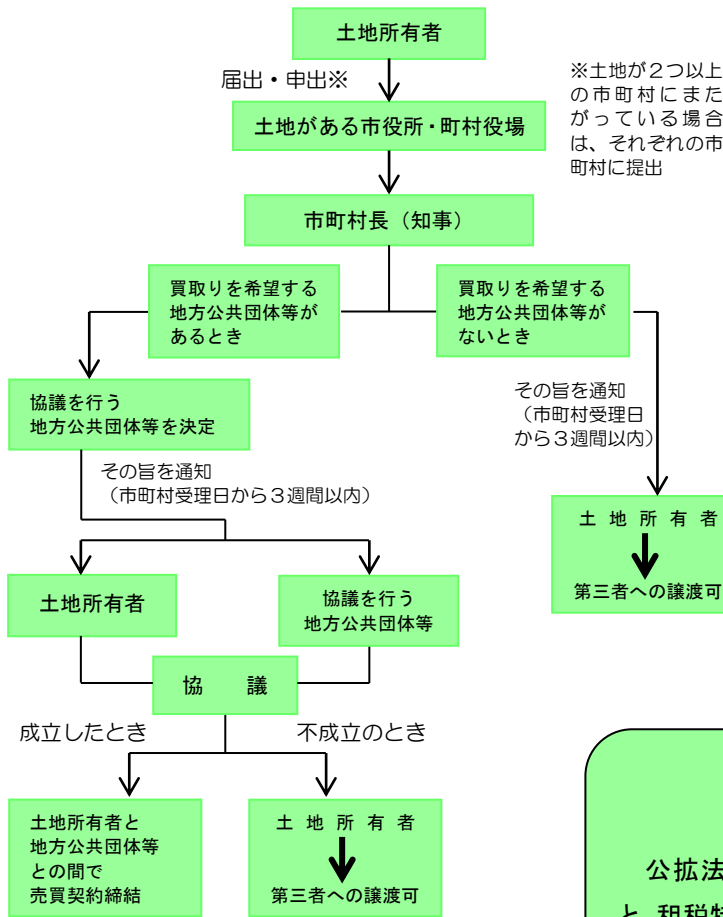 土地所有者
届出・申出※
※土地が２つ以上
の市町村にまた
がっている場合
は、それぞれの市
町村に提出
土地がある市役所・町村役場
市町村長（知事）
買取りを希望する
地方公共団体等が
あるとき
買取りを希望する
地方公共団体等が
ないとき
協議を行う
地方公共団体等を決定
その旨を通知
（市町村受理日
から３週間以内）
その旨を通知
（市町村受理日から３週間以内）
土 地 所 有 者
第三者への譲渡可
土地所有者
協議を行う
地方公共団体等
協　議
成立したとき
不成立のとき
土地所有者と
地方公共団体等
との間で
売買契約締結
土 地 所 有 者
第三者への譲渡可
公拡法
と 租税特